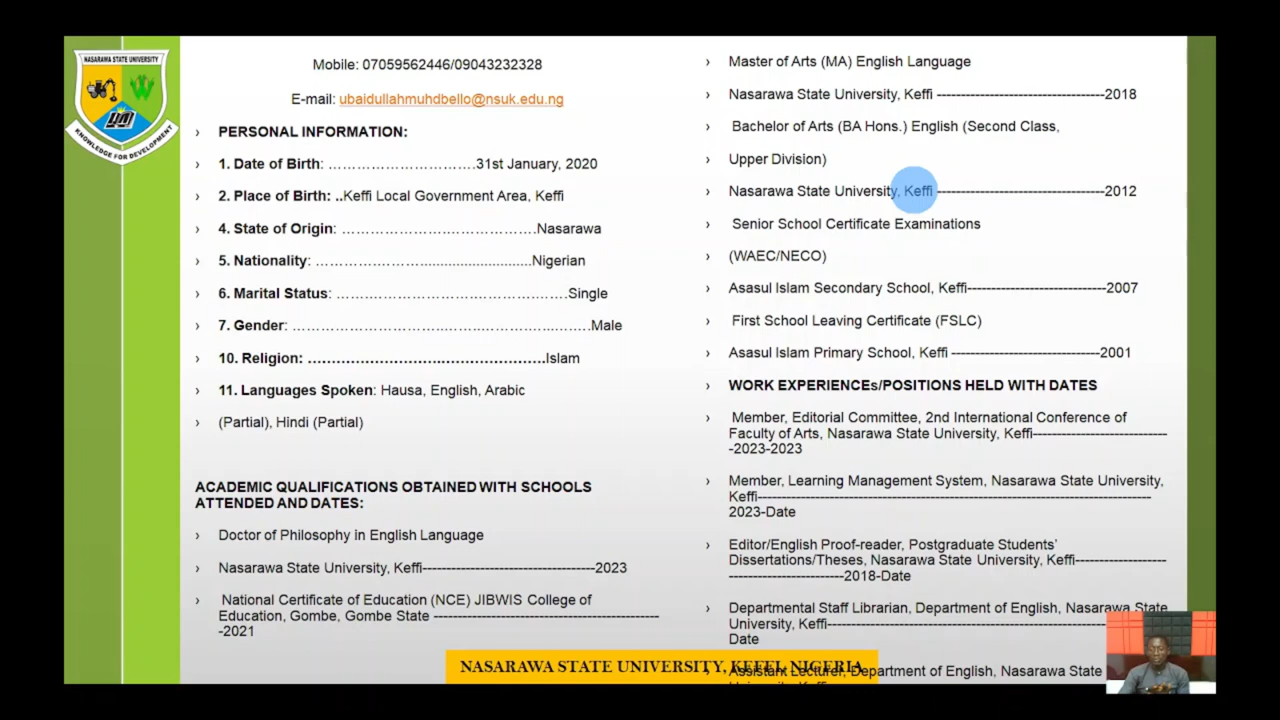 NASARAWA STATE UNIVERSITY
KNOWLEDGE FOR DEVELOPMENT
Mobile: 07059562446/09043232328
E-mail: ubaidullahmuhdbello@nsuk.edu.ng
› PERSONAL INFORMATION:
› 1. Date of Birth: …………………….31st January, 2020
› 2. Place of Birth: ..Keffi Local Government Area, Keffi
› 4. State of Origin: …………….…………….Nasarawa
› 5. Nationality: ………………..........................Nigerian
› 6. Marital Status: …………………………….…Single
› 7. Gender: …………………...………………..….Male
› 10. Religion: …………………...……………...Islam
› 11. Languages Spoken: Hausa, English, Arabic
› (Partial), Hindi (Partial)
ACADEMIC QUALIFICATIONS OBTAINED WITH SCHOOLS
ATTENDED AND DATES:
› Doctor of Philosophy in English Language
› Nasarawa State University, Keffi-----------------------------------2023
› National Certificate of Education (NCE) JIBWIS College of
Education, Gombe, Gombe State ----------------------------------------------
-2021
› Master of Arts (MA) English Language
› Nasarawa State University, Keffi ----------------------------------2018
› Bachelor of Arts (BA Hons.) English (Second Class,
› Upper Division)
› Nasarawa State University, Keffi ----------------------------------2012
› Senior School Certificate Examinations
› (WAEC/NECO)
› Asasul Islam Secondary School, Keffi----------------------------2007
› First School Leaving Certificate (FSLC)
› Asasul Islam Primary School, Keffi ------------------------------2001
› WORK EXPERIENCEs/POSITIONS HELD WITH DATES
› Member, Editorial Committee, 2nd International Conference of
Faculty of Arts, Nasarawa State University, Keffi---------------------------
-2023-2023
› Member, Learning Management System, Nasarawa State University,
Keffi--------------------------------------------------------------------------------
2023-Date
› Editor/English Proof-reader, Postgraduate Students’
Dissertations/Theses, Nasarawa State University, Keffi-------------------
-----------------------2018-Date
› Departmental Staff Librarian, Department of English, Nasarawa State
University, Keffi---------------------------------------------------------
Date
› Assistant Lecturer, Department of English, Nasarawa State
University, Keffi
NASARAWA STATE UNIVERSITY, KEFFI, NIGERIA